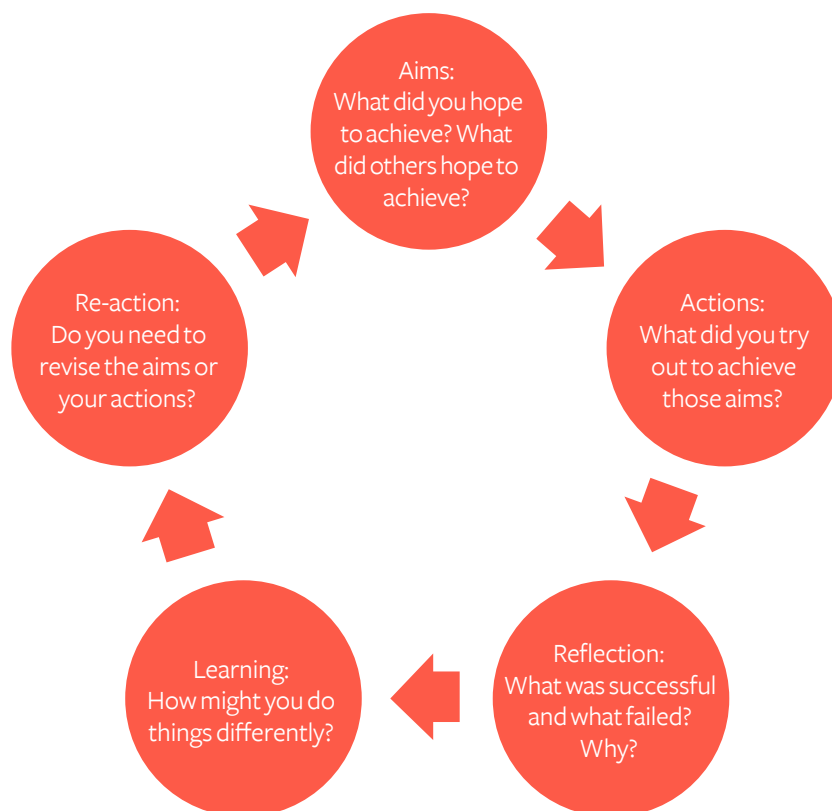 Aims:
What did you hope
to achieve? What
did others hope to
achieve?
Actions:
What did you try
out to achieve
those aims?
Reflection:
What was successful
and what failed?
Why?
Learning:
How might you do
things differently?
Re-action:
Do you need to
revise the aims or
your actions?